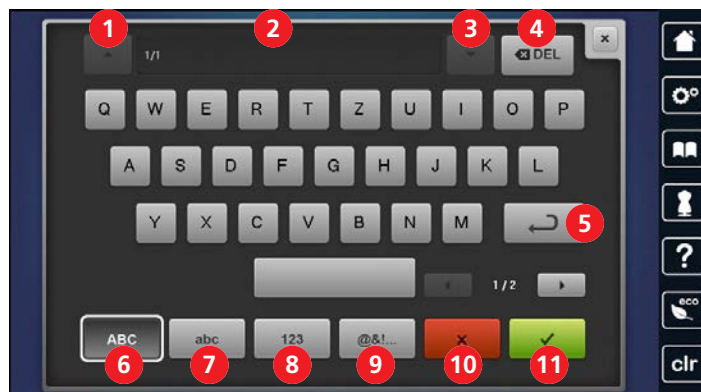 1 2 3 4
1/1 DEL ×
Q W E R T Z U I O P
A S D F G H J K L
Y X C V B N M 5
1/2
ABC abc 123 @&!...
6 7 8 9 10 11
?
eco
clr